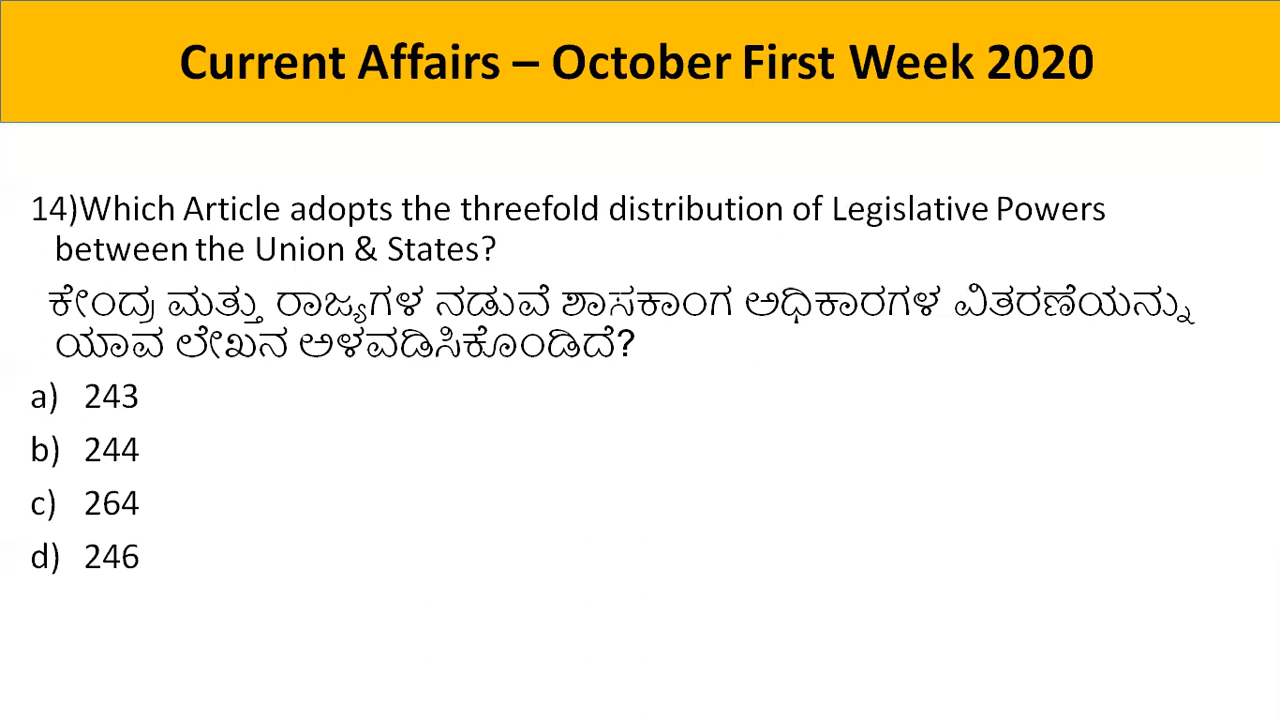 Current Affairs – October First Week 2020
14)Which Article adopts the threefold distribution of Legislative Powers
between the Union & States?
ಕೇಂದ್ರ ಮತ್ತು ರಾಜ್ಯಗಳ ನಡುವೆ ಶಾಸಕಾಂಗ ಅಧಿಕಾರಗಳ ವಿತರಣೆಯನ್ನು
ಯಾವ ಲೇಖನ ಅಳವಡಿಸಿಕೊಂಡಿದೆ?
a) 243
b) 244
c) 264
d) 246